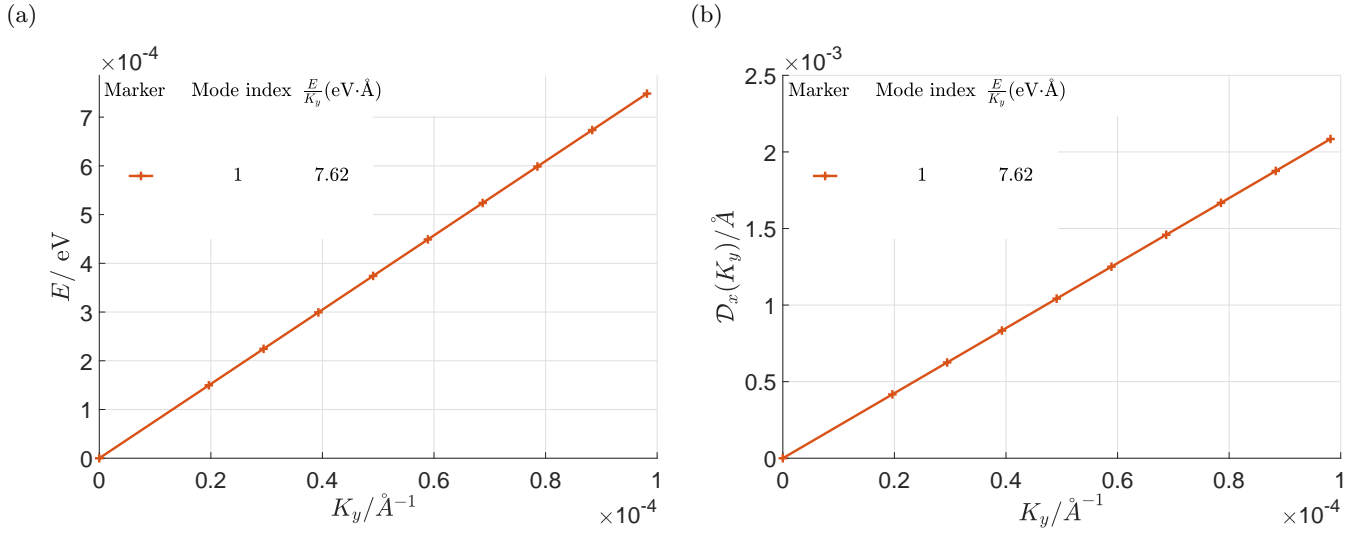 (a)
×10⁻⁴
Marker Mode index E/K_y(eV·Å)
1 7.62
7
6
5
4
3
2
1
0
E/ eV
0 0.2 0.4 0.6 0.8 1
K_y/Å⁻¹
×10⁻⁴
(b)
×10⁻³
Marker Mode index E/K_y(eV·Å)
1 7.62
2.5
2
1.5
1
0.5
0
𝒟_x(K_y)/Å
0 0.2 0.4 0.6 0.8 1
K_y/Å⁻¹
×10⁻⁴